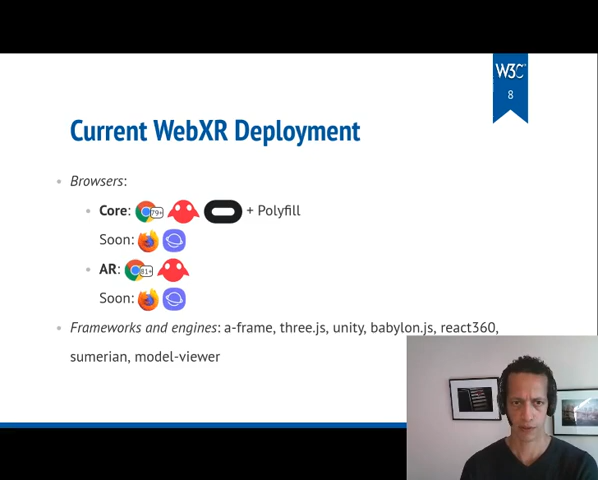 W3C
8
Current WebXR Deployment
Browsers:
Core: 79+ + Polyfill
Soon:
AR: 81+
Soon:
Frameworks and engines: a-frame, three.js, unity, babylon.js, react360,
sumerian, model-viewer